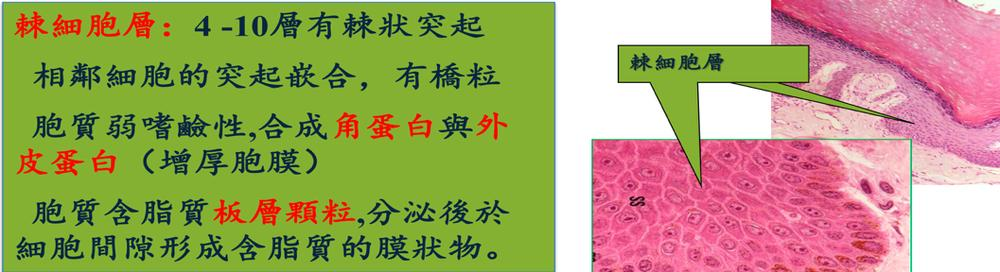 棘細胞層：4 -10層有棘狀突起
相鄰細胞的突起嵌合，有橋粒
胞質弱嗜鹼性,合成角蛋白與外
皮蛋白（增厚胞膜）
胞質含脂質板層顆粒,分泌後於
細胞間隙形成含脂質的膜狀物。
棘細胞層